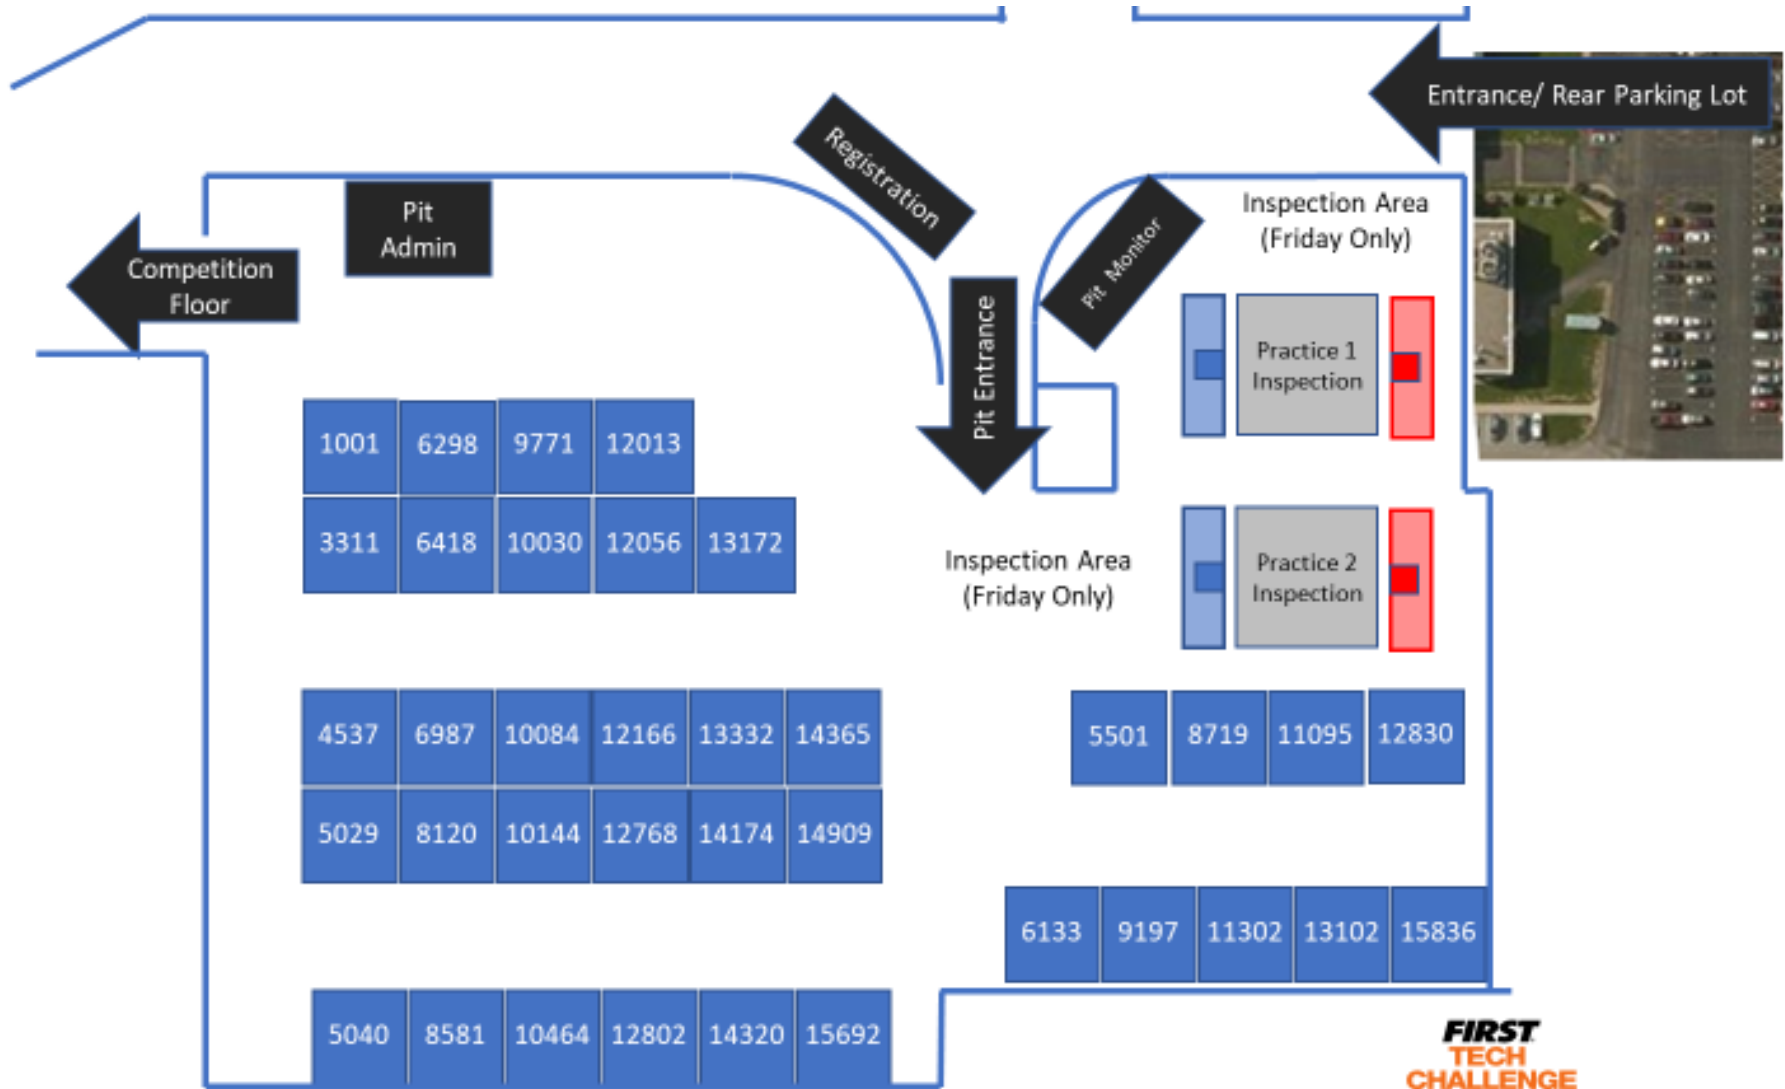 Entrance/ Rear Parking Lot
Registration
Pit
Admin
Pit Monitor
Inspection Area
(Friday Only)
Competition
Floor
Pit Entrance
Practice 1
Inspection
1001 6298 9771 12013
3311 6418 10030 12056 13172
Inspection Area
(Friday Only)
Practice 2
Inspection
4537 6987 10084 12166 13332 14365
5501 8719 11095 12830
5029 8120 10144 12768 14174 14909
6133 9197 11302 13102 15836
5040 8581 10464 12802 14320 15692
FIRST
TECH
CHALLENGE